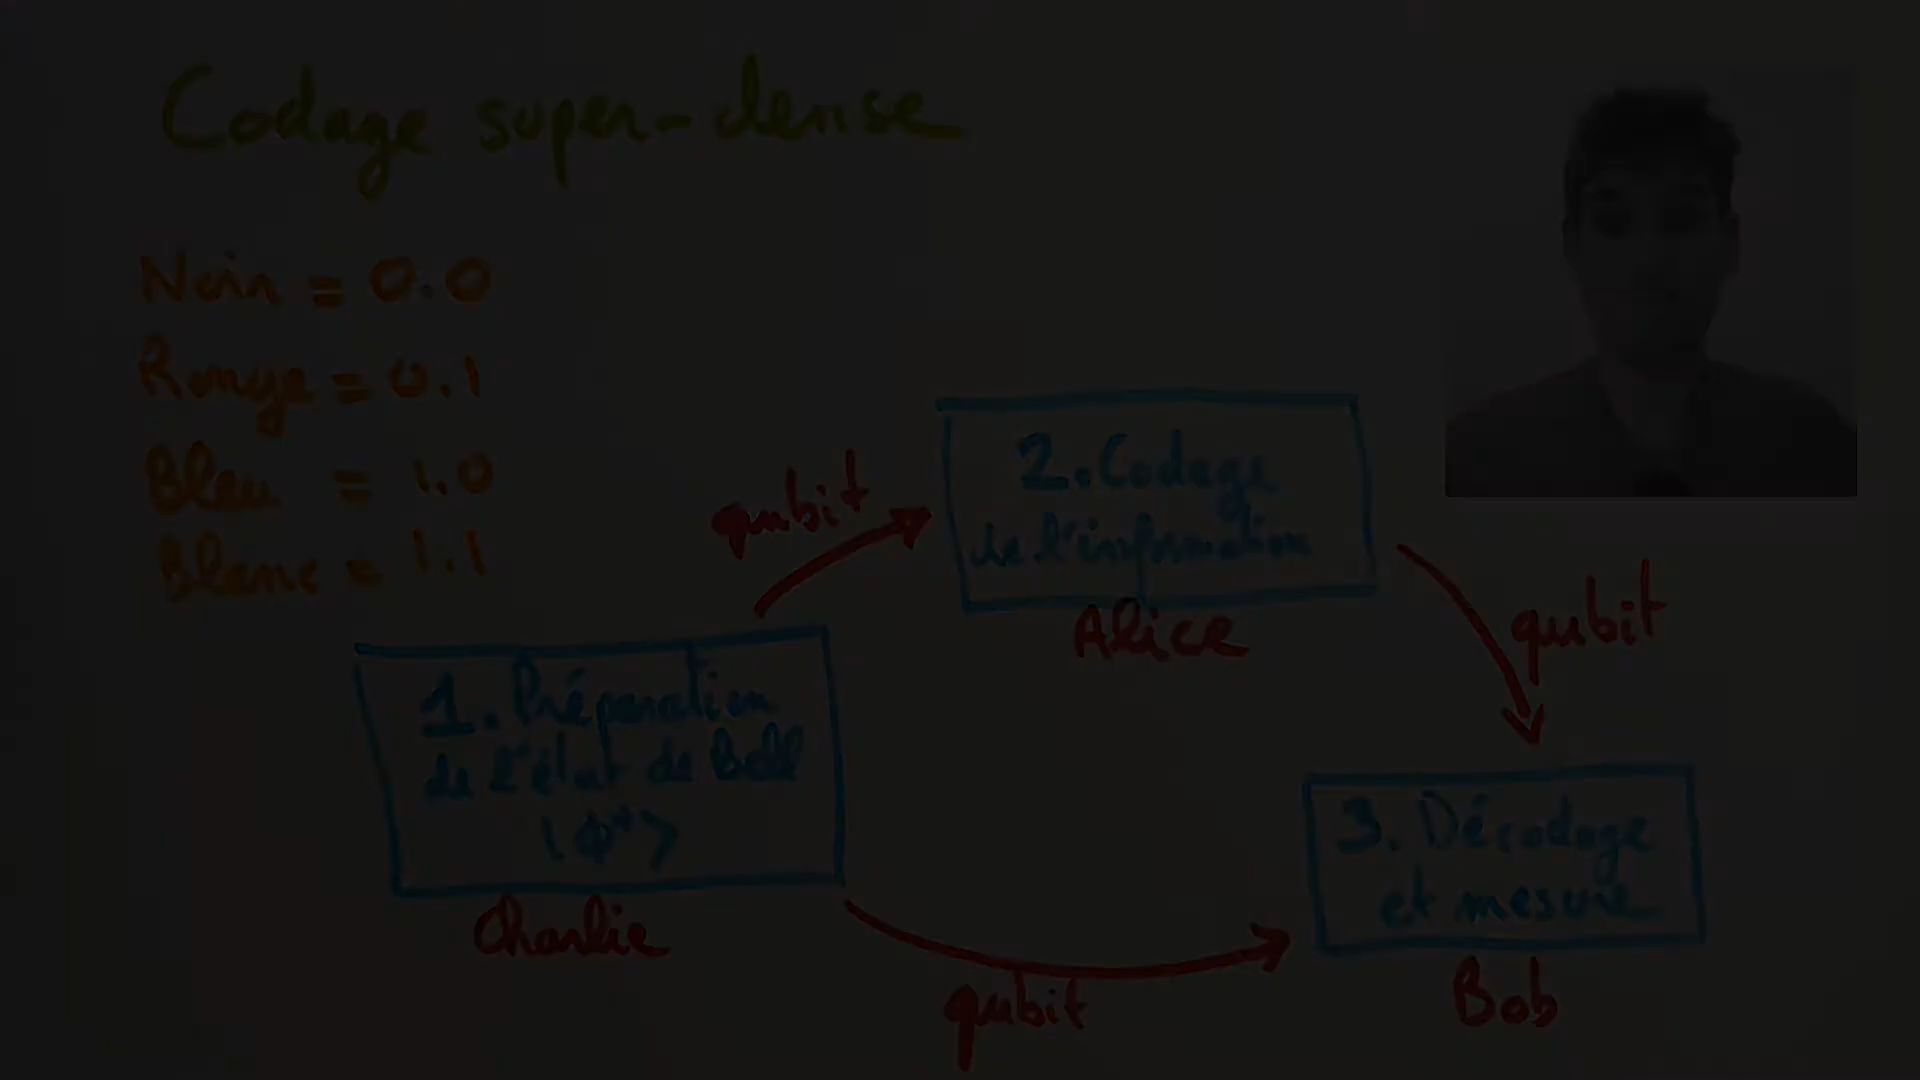 Codage super-dense
Noir = 0.0
Rouge = 0.1
Bleu = 1.0
Blanc = 1.1
qubit
2. Codage
de l'information
Alice
qubit
1. Préparation
de l'état de Bell
|Φ⁺>
Charlie
qubit
3. Décodage
et mesure
Bob